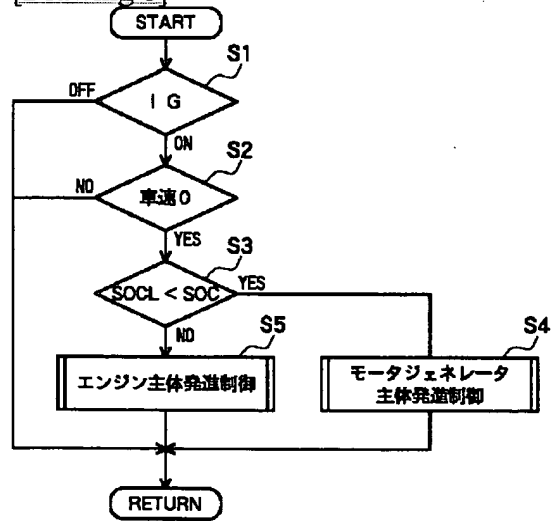 START
S1
OFF
I G
ON
S2
NO
車速0
YES
S3
SOCL < SOC
YES
NO
S5
S4
エンジン主体発進制御
モータジェネレータ
主体発進制御
RETURN